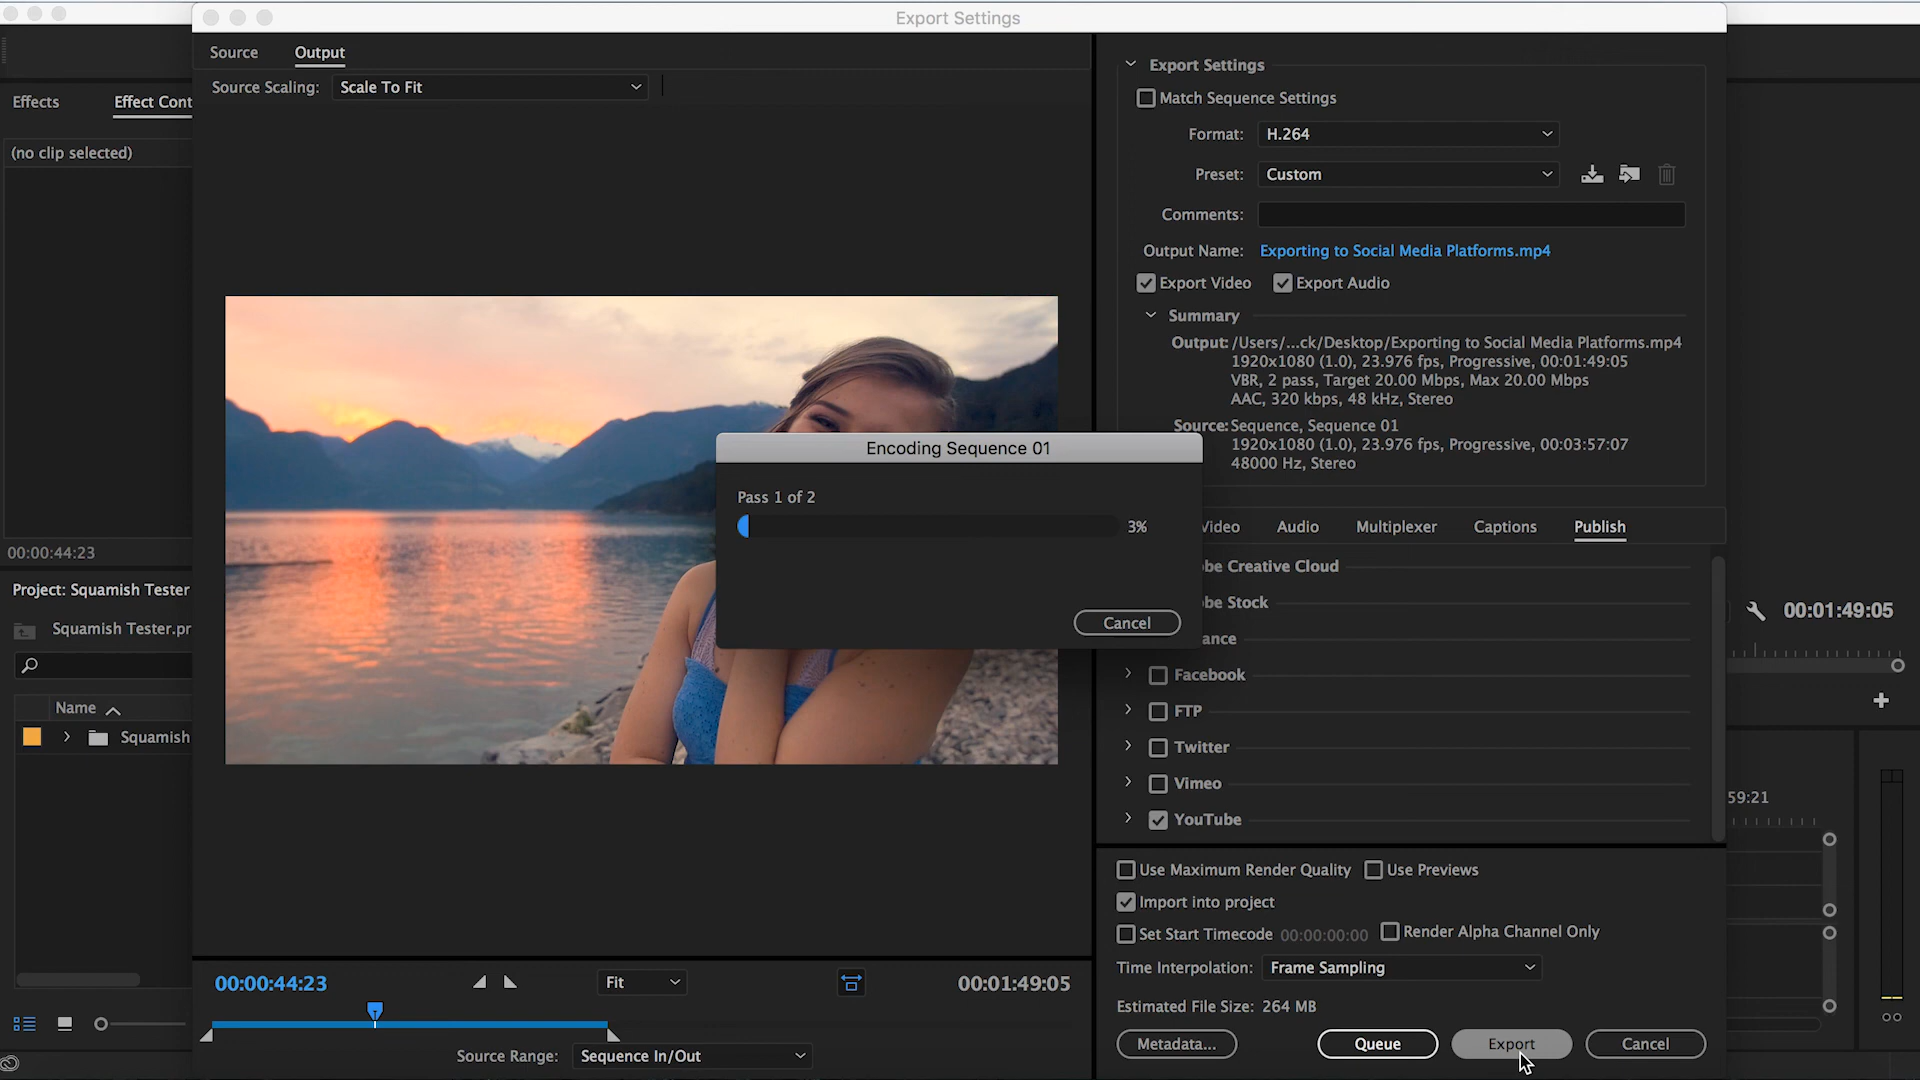 Export Settings
Source
Output
Source Scaling:
Scale To Fit
Effects
Effect Cont
(no clip selected)
00:00:44:23
Project: Squamish Tester
Squamish Tester.pr
Name
Squamish
Export Settings
Match Sequence Settings
Format:
H.264
Preset:
Custom
Comments:
Output Name:
Exporting to Social Media Platforms.mp4
Export Video
Export Audio
Summary
Output: /Users/...ck/Desktop/Exporting to Social Media Platforms.mp4
1920x1080 (1.0), 23.976 fps, Progressive, 00:01:49:05
VBR, 2 pass, Target 20.00 Mbps, Max 20.00 Mbps
AAC, 320 kbps, 48 kHz, Stereo
Source: Sequence, Sequence 01
1920x1080 (1.0), 23.976 fps, Progressive, 00:03:57:07
48000 Hz, Stereo
Encoding Sequence 01
Pass 1 of 2
3%
Cancel
Video
Audio
Multiplexer
Captions
Publish
be Creative Cloud
be Stock
ance
Facebook
FTP
Twitter
Vimeo
YouTube
00:01:49:05
59:21
Use Maximum Render Quality
Use Previews
Import into project
Set Start Timecode
00:00:00:00
Render Alpha Channel Only
Time Interpolation:
Frame Sampling
Estimated File Size: 264 MB
Metadata...
Queue
Export
Cancel
00:00:44:23
Fit
00:01:49:05
Source Range:
Sequence In/Out